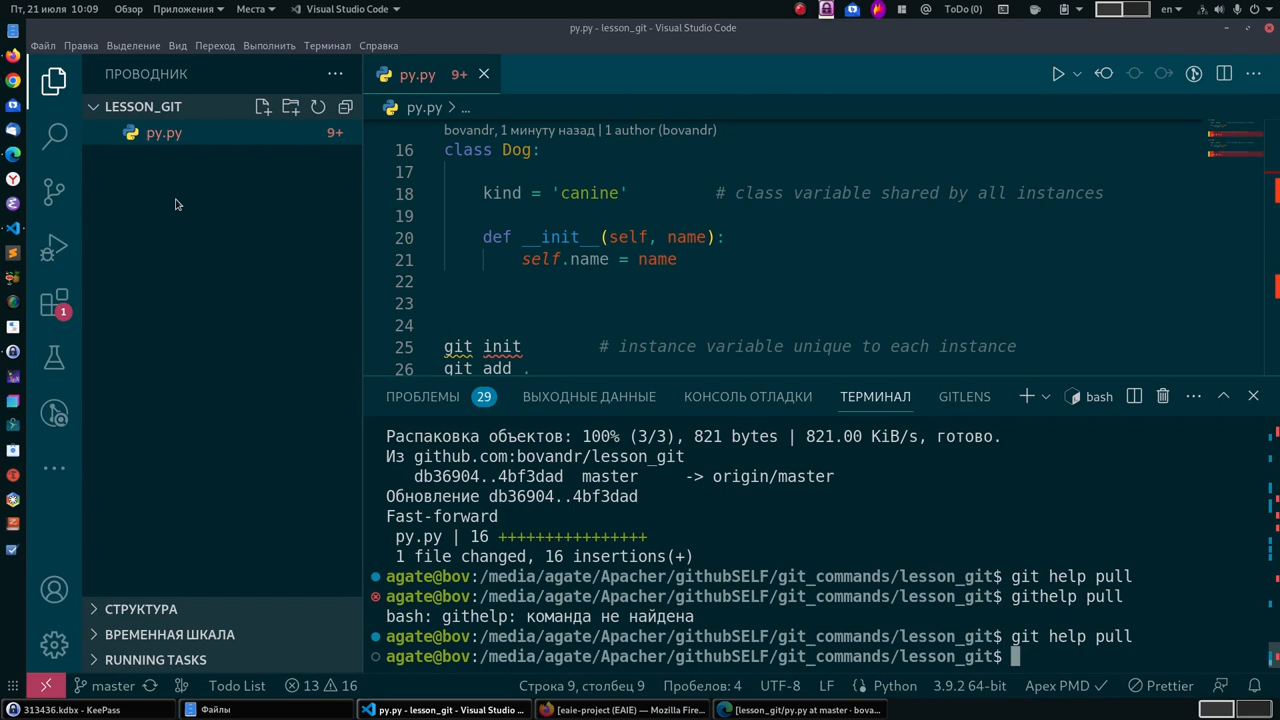 Пт, 21 июля 10:09 Обзор Приложения Места Visual Studio Code ToDo(0) en
py.py - lesson_git - Visual Studio Code
Файл Правка Выделение Вид Переход Выполнить Терминал Справка
ПРОВОДНИК
py.py 9+
LESSON_GIT
py.py > ...
py.py 9+
bovandr, 1 минуту назад | 1 author (bovandr)
16 class Dog:
17
18 kind = 'canine' # class variable shared by all instances
19
20 def __init__(self, name):
21 self.name = name
22
23
24
25 git init # instance variable unique to each instance
26 git add .
ПРОБЛЕМЫ 29 ВЫХОДНЫЕ ДАННЫЕ КОНСОЛЬ ОТЛАДКИ ТЕРМИНАЛ GITLENS bash
1
Распаковка объектов: 100% (3/3), 821 bytes | 821.00 KiB/s, готово.
Из github.com:bovandr/lesson_git
db36904..4bf3dad master -> origin/master
Обновление db36904..4bf3dad
Fast-forward
py.py | 16 ++++++++++++++++
1 file changed, 16 insertions(+)
agate@bov:/media/agate/Apacher/githubSELF/git_commands/lesson_git$ git help pull
agate@bov:/media/agate/Apacher/githubSELF/git_commands/lesson_git$ githelp pull
bash: githelp: команда не найдена
agate@bov:/media/agate/Apacher/githubSELF/git_commands/lesson_git$ git help pull
agate@bov:/media/agate/Apacher/githubSELF/git_commands/lesson_git$
СТРУКТУРА
ВРЕМЕННАЯ ШКАЛА
RUNNING TASKS
master Todo List 13 16 Строка 9, столбец 9 Пробелов: 4 UTF-8 LF Python 3.9.2 64-bit Apex PMD Prettier
313436.kdbx - KeePass Файлы py.py - lesson_git - Visual Studio ... [eaie-project (EAIE) — Mozilla Fire... [lesson_git/py.py at master · bova...